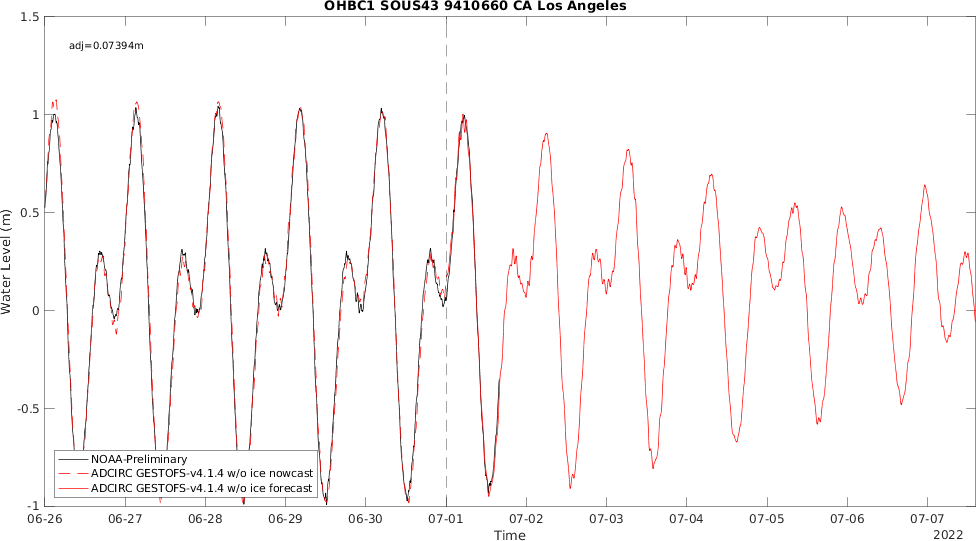 OHBC1 SOUS43 9410660 CA Los Angeles
1.5
adj=0.07394m
1
0.5
Water Level (m)
0
-0.5
NOAA-Preliminary
ADCIRC GESTOFS-v4.1.4 w/o ice nowcast
ADCIRC GESTOFS-v4.1.4 w/o ice forecast
-1
06-26 06-27 06-28 06-29 06-30 07-01 07-02 07-03 07-04 07-05 07-06 07-07
Time
2022